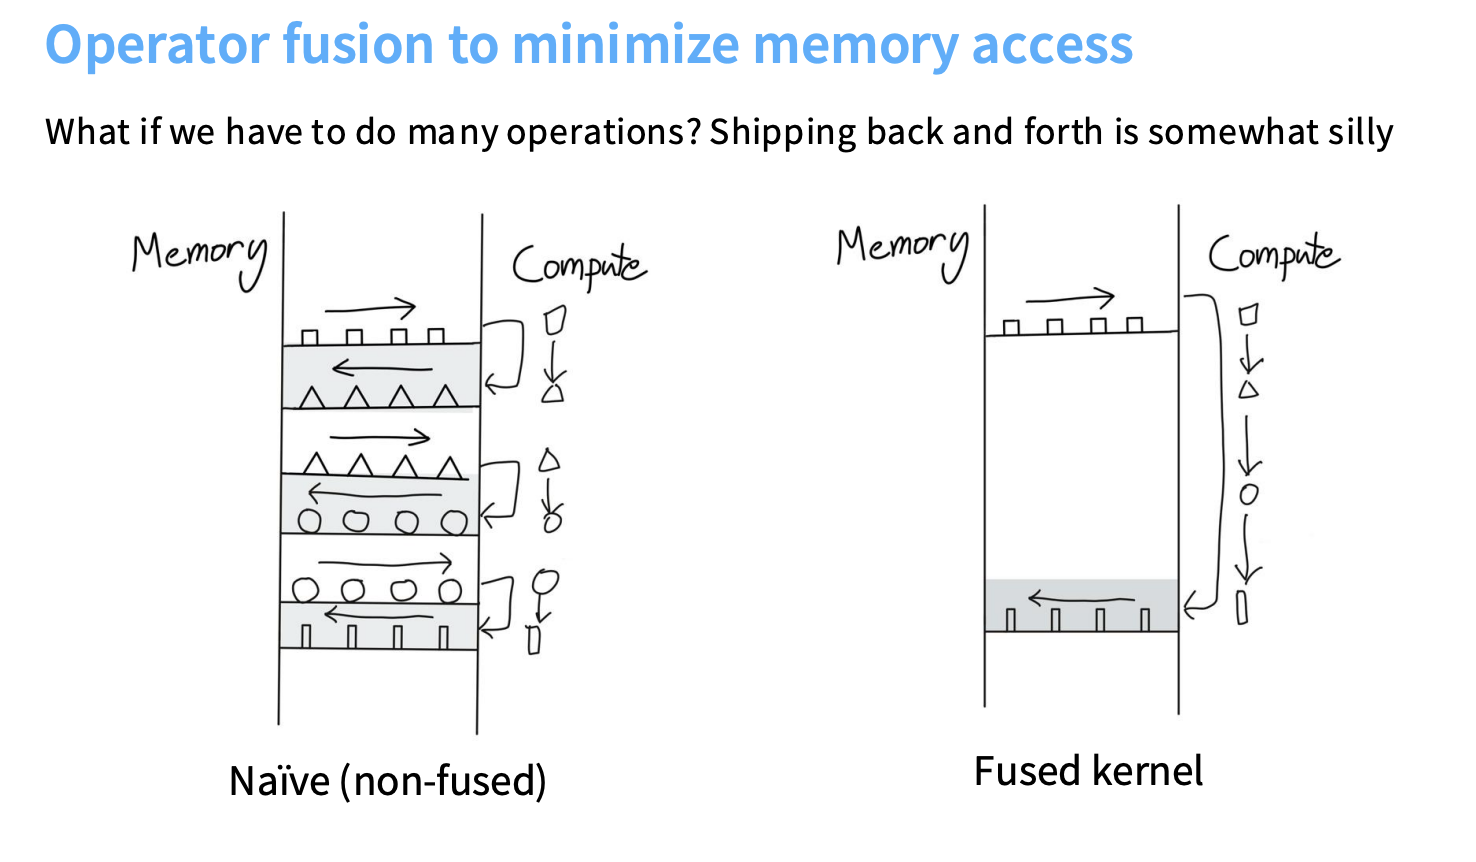 Operator fusion to minimize memory access
What if we have to do many operations? Shipping back and forth is somewhat silly
Memory
Compute
Memory
Compute
Naïve (non-fused)
Fused kernel